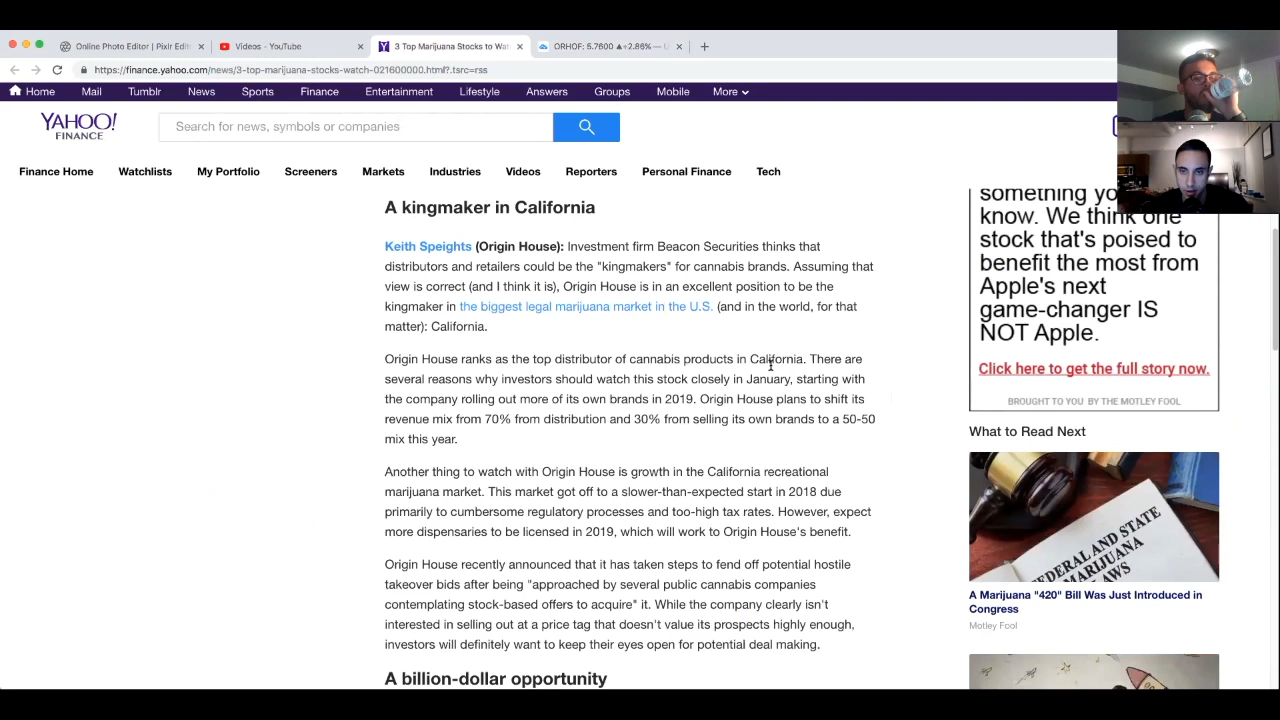 Online Photo Editor | Pixlr Edit
Videos - YouTube
3 Top Marijuana Stocks to Wat
ORHOF: 5.7600 ▲+2.86% —
https://finance.yahoo.com/news/3-top-marijuana-stocks-watch-021600000.html?.tsrc=rss
Home Mail Tumblr News Sports Finance Entertainment Lifestyle Answers Groups Mobile More
YAHOO!
FINANCE
Search for news, symbols or companies
Finance Home Watchlists My Portfolio Screeners Markets Industries Videos Reporters Personal Finance Tech
A kingmaker in California
Keith Speights (Origin House): Investment firm Beacon Securities thinks that
distributors and retailers could be the "kingmakers" for cannabis brands. Assuming that
view is correct (and I think it is), Origin House is in an excellent position to be the
kingmaker in the biggest legal marijuana market in the U.S. (and in the world, for that
matter): California.
Origin House ranks as the top distributor of cannabis products in California. There are
several reasons why investors should watch this stock closely in January, starting with
the company rolling out more of its own brands in 2019. Origin House plans to shift its
revenue mix from 70% from distribution and 30% from selling its own brands to a 50-50
mix this year.
Another thing to watch with Origin House is growth in the California recreational
marijuana market. This market got off to a slower-than-expected start in 2018 due
primarily to cumbersome regulatory processes and too-high tax rates. However, expect
more dispensaries to be licensed in 2019, which will work to Origin House's benefit.
Origin House recently announced that it has taken steps to fend off potential hostile
takeover bids after being "approached by several public cannabis companies
contemplating stock-based offers to acquire" it. While the company clearly isn't
interested in selling out at a price tag that doesn't value its prospects highly enough,
investors will definitely want to keep their eyes open for potential deal making.
A billion-dollar opportunity
something yo
know. We think one
stock that's poised to
benefit the most from
Apple's next
game-changer IS
NOT Apple.
Click here to get the full story now.
BROUGHT TO YOU BY THE MOTLEY FOOL
What to Read Next
FEDERAL AND STATE
MARIJUANA
LAWS
A Marijuana "420" Bill Was Just Introduced in
Congress
Motley Fool